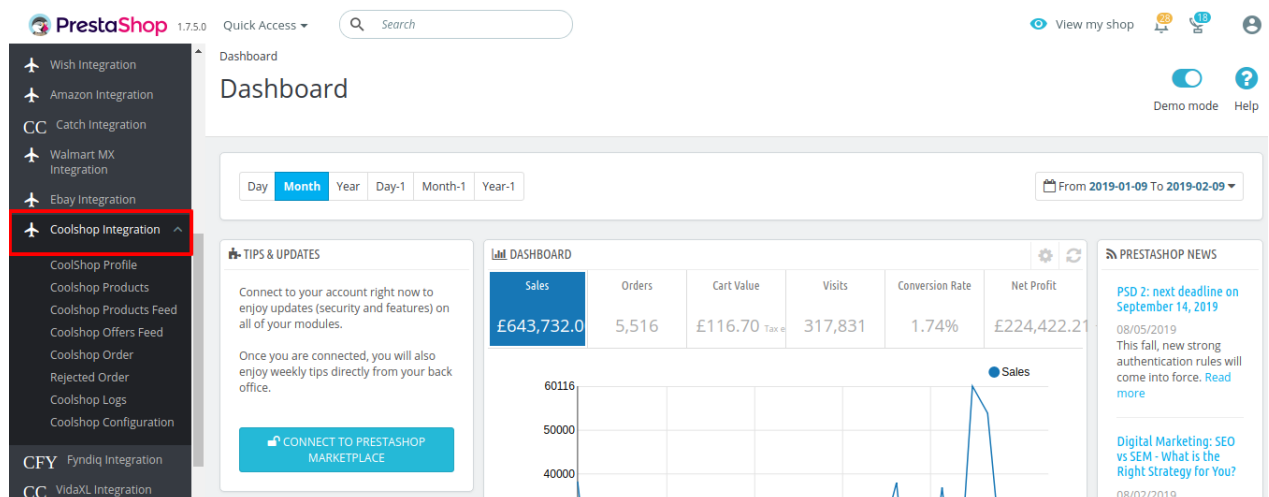 PrestaShop 1.7.5.0 Quick Access Search View my shop 28 18
Wish Integration
Amazon Integration
CC Catch Integration
Walmart MX
Integration
Ebay Integration
Coolshop Integration
CoolShop Profile
Coolshop Products
Coolshop Products Feed
Coolshop Offers Feed
Coolshop Order
Rejected Order
Coolshop Logs
Coolshop Configuration
CFY Fyndiq Integration
CC VidaXL Integration
Dashboard
Dashboard
Demo mode Help
Day Month Year Day-1 Month-1 Year-1
From 2019-01-09 To 2019-02-09
TIPS & UPDATES
Connect to your account right now to
enjoy updates (security and features) on
all of your modules.
Once you are connected, you will also
enjoy weekly tips directly from your back
office.
CONNECT TO PRESTASHOP
MARKETPLACE
DASHBOARD
Sales Orders Cart Value Visits Conversion Rate Net Profit
£643,732.0 5,516 £116.70 Tax e 317,831 1.74% £224,422.21
Sales
60116
50000
40000
PRESTASHOP NEWS
PSD 2: next deadline on
September 14, 2019
08/05/2019
This fall, new strong
authentication rules will
come into force. Read
more
Digital Marketing: SEO
vs SEM - What is the
Right Strategy for You?
08/02/2019